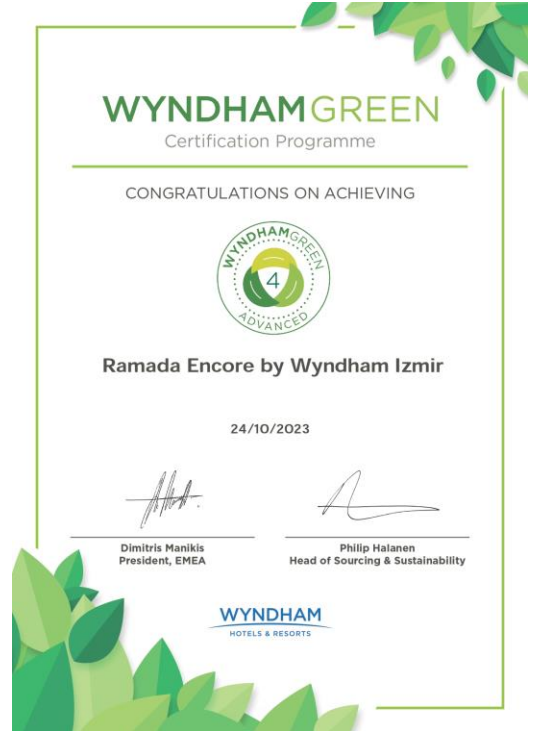 WYNDHAMGREEN
Certification Programme
CONGRATULATIONS ON ACHIEVING
WYNDHAMGREEN
4
ADVANCED
Ramada Encore by Wyndham Izmir
24/10/2023
Dimitris Manikis
President, EMEA
Philip Halanen
Head of Sourcing & Sustainability
WYNDHAM
HOTELS & RESORTS